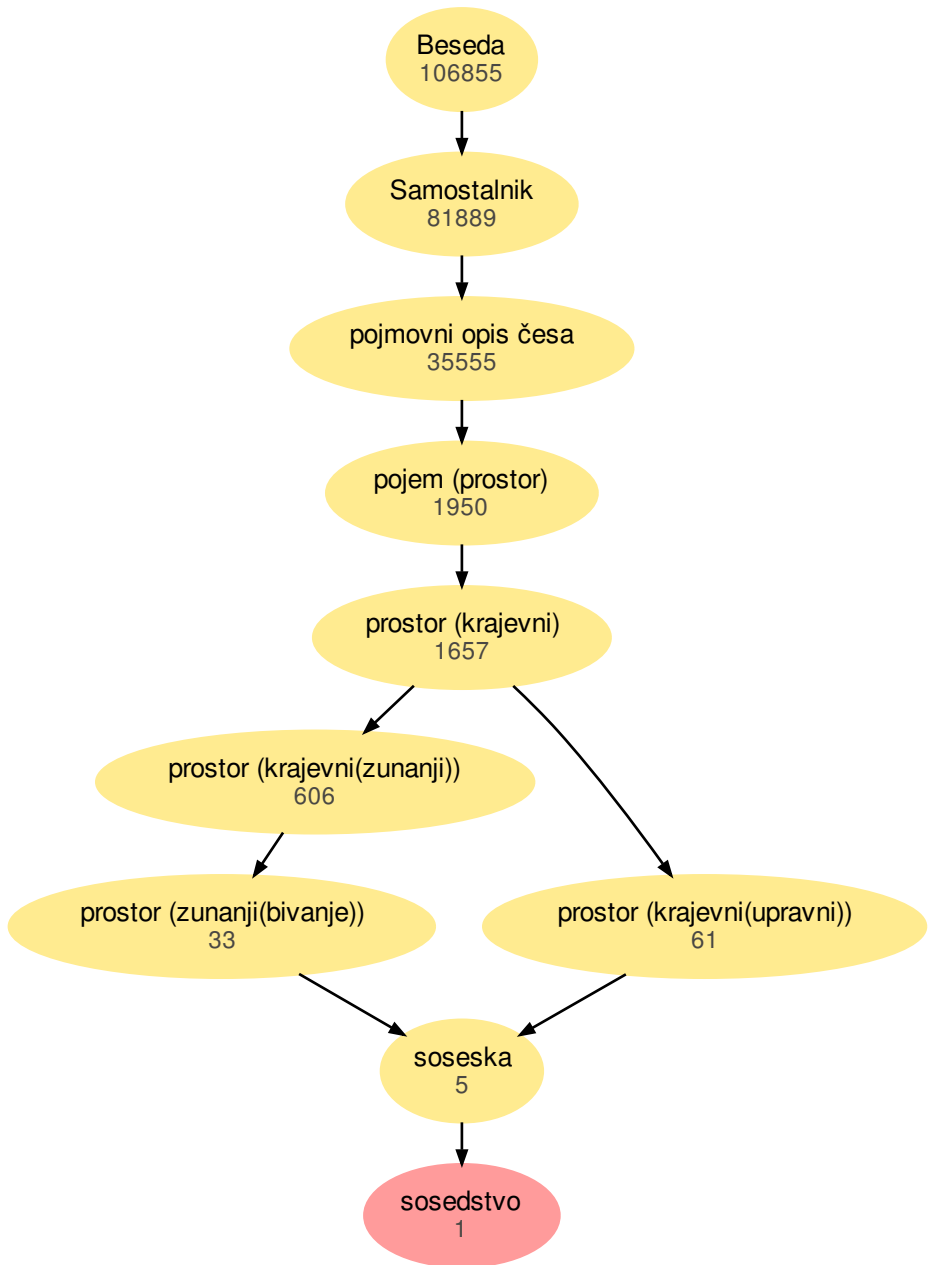 Beseda
106855
Samostalnik
81889
pojmovni opis česa
35555
pojem (prostor)
1950
prostor (krajevni)
1657
prostor (krajevni(zunanji))
606
prostor (zunanji(bivanje))
33
prostor (krajevni(upravni))
61
soseska
5
sosedstvo
1